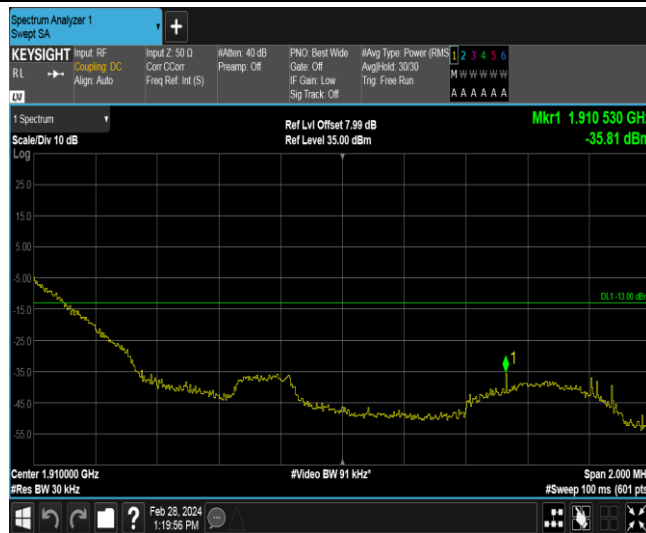 Spectrum Analyzer 1
Swept SA
+
KEYSIGHT
RL
Input: RF
Coupling: DC
Align: Auto
Input Z: 50 Ω
Corr CCorr
Freq Ref: Int (S)
#Atten: 40 dB
Preamp: Off
PNO: Best Wide
Gate: Off
IF Gain: Low
Sig Track: Off
#Avg Type: Power (RMS
Avg|Hold: 30/30
Trig: Free Run
1 2 3 4 5 6
M W W W W W
A A A A A A
1 Spectrum
Scale/Div 10 dB
Log
Ref Lvl Offset 7.99 dB
Ref Level 35.00 dBm
Mkr1 1.910 530 GHz
-35.81 dBm
25.0
15.0
5.00
-5.00
-15.0
-25.0
-35.0
-45.0
-55.0
DL1 -13.00 dBm
1
Center 1.910000 GHz
#Res BW 30 kHz
#Video BW 91 kHz*
Span 2.000 MH
#Sweep 100 ms (601 pts
?
Feb 28, 2024
1:19:56 PM